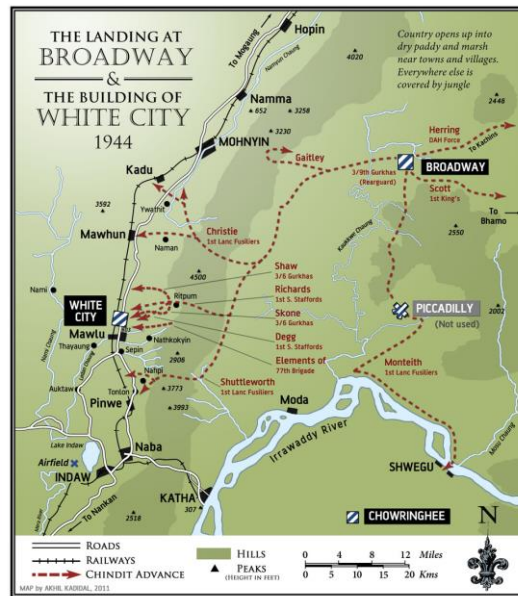 THE LANDING AT
BROADWAY
&
THE BUILDING OF
WHITE CITY
1944
Country opens up into
dry paddy and marsh
near towns and villages.
Everywhere else is
covered by jungle
Hopin
To Mogaung
Namyin Chaung
4020
Namma
652
3258
2448
3230
MOHNYIN
Gaitley
Herring
DAH Force
To Kachins
BROADWAY
3/9th Gurkhas
(Rearguard)
Kadu
Scott
1st King's
3592
Ywathit
To
Bhamo
Christie
1st Lanc Fusiliers
Mawhun
Naman
2550
Kaukkwe Chaung
4500
Shaw
3/6 Gurkhas
Nami
Ritpum
Richards
1st S. Staffords
WHITE
CITY
PICCADILLY
(Not used)
2002
Skone
3/6 Gurkhas
Mawlu
Nathkokyin
Degg
1st S. Staffords
Thayaung
Sepin
2906
Elements of
77th Brigade
Monteith
1st Lanc Fusiliers
Nahpi
Auktaw
3773
Shuttleworth
1st Lanc Fusiliers
Tonlon
Pinwe
3993
Moda
Irrawaddy River
Naba
Lake Indaw
Airfield
INDAW
SHWEGU
KATHA
307
To Nankan
2518
CHOWRINGHEE
N
ROADS
RAILWAYS
CHINDIT ADVANCE
HILLS
PEAKS
(HEIGHT IN FEET)
0 4 8 12 Miles
0 5 10 15 20 Kms
MAP by AKHIL KADIDAL, 2011